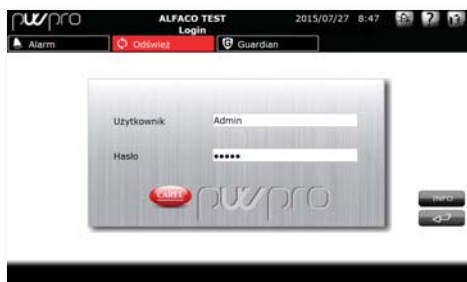 pwpro
ALFACO TEST
2015/07/27 8:47
?
Login
Alarm
Odśwież
G Guardian
Użytkownik
Admin
Hasło
•••••
CAREL
pwpro
INFO